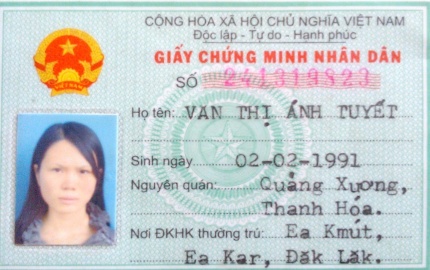 CỘNG HÒA XÃ HỘI CHỦ NGHĨA VIỆT NAM
Độc lập - Tự do - Hạnh phúc
GIẤY CHỨNG MINH NHÂN DÂN
SỐ 241319823
Họ tên: VAN THỊ ÁNH TUYẾT
Sinh ngày 02-02-1991
Nguyên quán: Quảng Xương,
Thanh Hóa.
Nơi ĐKHK thường trú: Ea Kmút,
Ea Kar, Đăk Lăk.